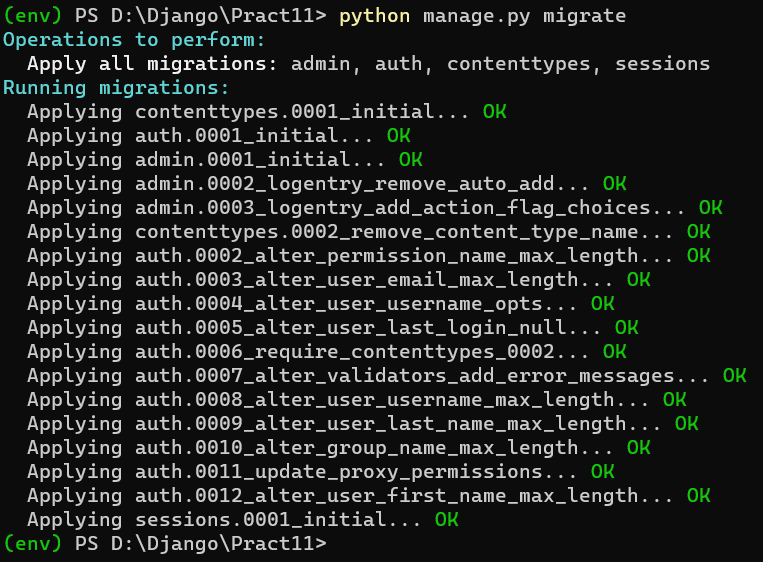 (env) PS D:\Django\Pract11> python manage.py migrate
Operations to perform:
  Apply all migrations: admin, auth, contenttypes, sessions
Running migrations:
  Applying contenttypes.0001_initial... OK
  Applying auth.0001_initial... OK
  Applying admin.0001_initial... OK
  Applying admin.0002_logentry_remove_auto_add... OK
  Applying admin.0003_logentry_add_action_flag_choices... OK
  Applying contenttypes.0002_remove_content_type_name... OK
  Applying auth.0002_alter_permission_name_max_length... OK
  Applying auth.0003_alter_user_email_max_length... OK
  Applying auth.0004_alter_user_username_opts... OK
  Applying auth.0005_alter_user_last_login_null... OK
  Applying auth.0006_require_contenttypes_0002... OK
  Applying auth.0007_alter_validators_add_error_messages... OK
  Applying auth.0008_alter_user_username_max_length... OK
  Applying auth.0009_alter_user_last_name_max_length... OK
  Applying auth.0010_alter_group_name_max_length... OK
  Applying auth.0011_update_proxy_permissions... OK
  Applying auth.0012_alter_user_first_name_max_length... OK
  Applying sessions.0001_initial... OK
(env) PS D:\Django\Pract11>